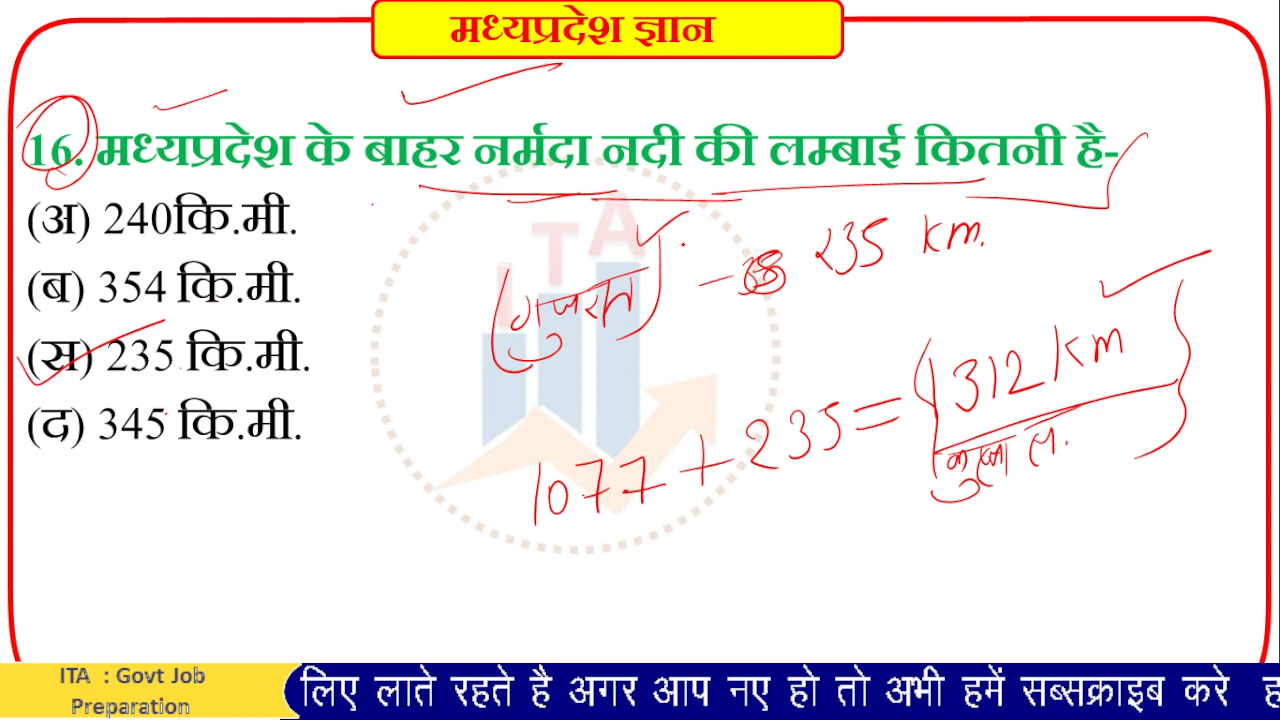 मध्यप्रदेश ज्ञान
16. मध्यप्रदेश के बाहर नर्मदा नदी की लम्बाई कितनी है-
(अ) 240कि.मी.
(ब) 354 कि.मी.
(स) 235 कि.मी.
(द) 345 कि.मी.
ITA
(गुजरात) - 235 km.
1077 + 235 = 1312 km
ITA : Govt Job
Preparation
लिए लाते रहते है अगर आप नए हो तो अभी हमें सब्सक्राइब करे